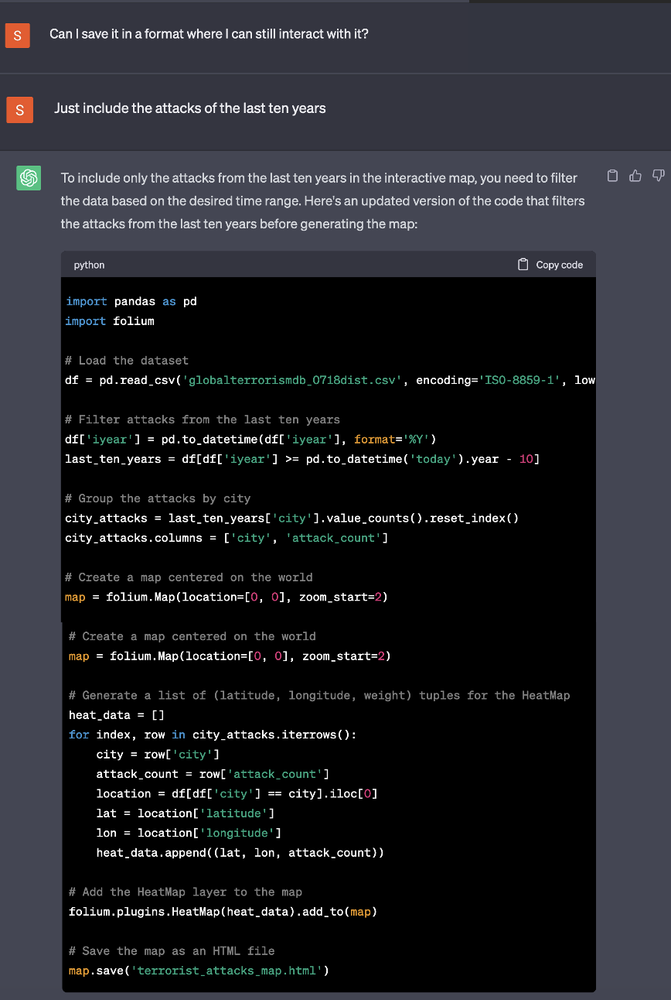 S
Can I save it in a format where I can still interact with it?
S
Just include the attacks of the last ten years
To include only the attacks from the last ten years in the interactive map, you need to filter
the data based on the desired time range. Here's an updated version of the code that filters
the attacks from the last ten years before generating the map:
python
Copy code
import pandas as pd
import folium
# Load the dataset
df = pd.read_csv('globalterrorismdb_0718dist.csv', encoding='ISO-8859-1', low
# Filter attacks from the last ten years
df['iyear'] = pd.to_datetime(df['iyear'], format='%Y')
last_ten_years = df[df['iyear'] >= pd.to_datetime('today').year - 10]
# Group the attacks by city
city_attacks = last_ten_years['city'].value_counts().reset_index()
city_attacks.columns = ['city', 'attack_count']
# Create a map centered on the world
map = folium.Map(location=[0, 0], zoom_start=2)
# Create a map centered on the world
map = folium.Map(location=[0, 0], zoom_start=2)
# Generate a list of (latitude, longitude, weight) tuples for the HeatMap
heat_data = []
for index, row in city_attacks.iterrows():
    city = row['city']
    attack_count = row['attack_count']
    location = df[df['city'] == city].iloc[0]
    lat = location['latitude']
    lon = location['longitude']
    heat_data.append((lat, lon, attack_count))
# Add the HeatMap layer to the map
folium.plugins.HeatMap(heat_data).add_to(map)
# Save the map as an HTML file
map.save('terrorist_attacks_map.html')